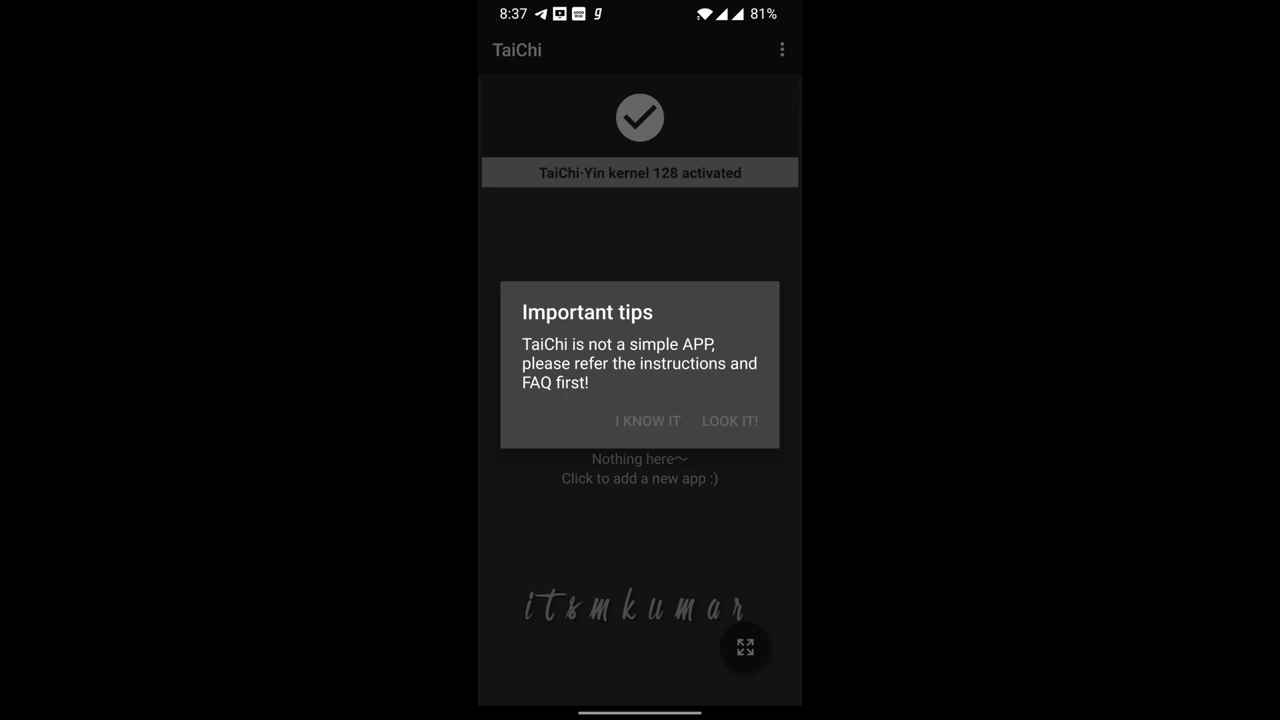 8:37 g 81%
TaiChi
TaiChi·Yin kernel 128 activated
Important tips
TaiChi is not a simple APP,
please refer the instructions and
FAQ first!
I KNOW IT LOOK IT!
Nothing here～
Click to add a new app :)
itsmkumar